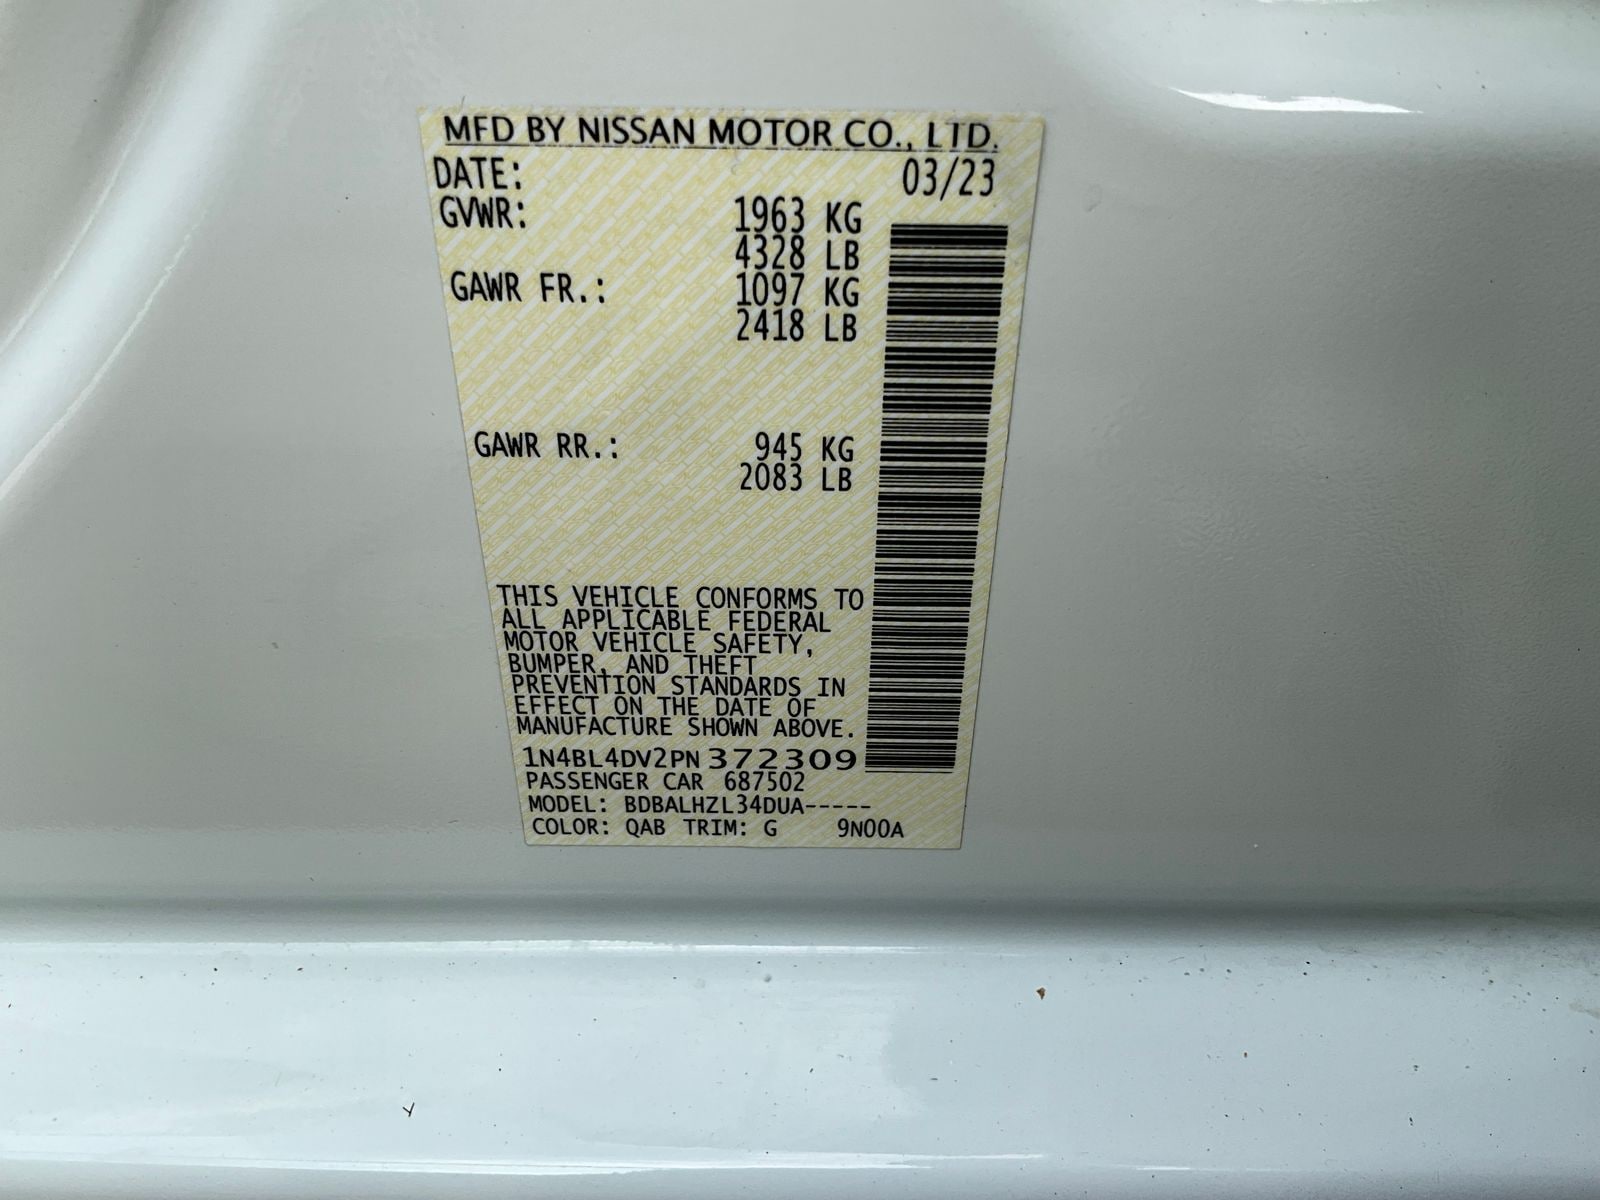 MFD BY NISSAN MOTOR CO., LTD.
DATE: 03/23
GVWR: 1963 KG
4328 LB
GAWR FR.: 1097 KG
2418 LB
GAWR RR.: 945 KG
2083 LB
THIS VEHICLE CONFORMS TO
ALL APPLICABLE FEDERAL
MOTOR VEHICLE SAFETY,
BUMPER, AND THEFT
PREVENTION STANDARDS IN
EFFECT ON THE DATE OF
MANUFACTURE SHOWN ABOVE.
1N4BL4DV2PN372309
PASSENGER CAR 687502
MODEL: BDBALHZL34DUA-----
COLOR: QAB TRIM: G 9N00A